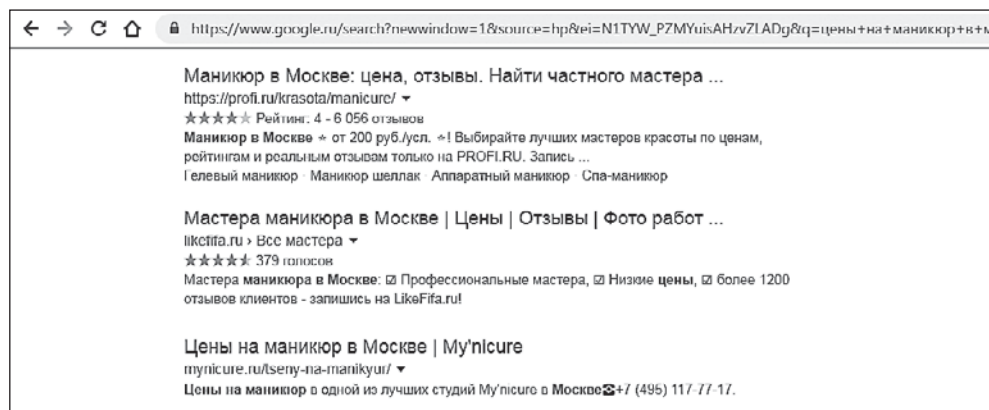 https://www.google.ru/search?newwindow=1&source=hp&ei=N1TYW_PZMYuisAHzvZLADg&q=цены+на+маникюр+в+м
Маникюр в Москве: цена, отзывы. Найти частного мастера ...
https://profi.ru/krasota/manicure/
Рейтинг: 4 - 6 056 отзывов
Маникюр в Москве ⭐ от 200 руб./усл. ⭐! Выбирайте лучших мастеров красоты по ценам,
рейтингам и реальным отзывам только на PROFI.RU. Запись ...
Гелевый маникюр · Маникюр шеллак · Аппаратный маникюр · Спа-маникюр
Мастера маникюра в Москве | Цены | Отзывы | Фото работ ...
likefifa.ru › Все мастера
379 голосов
Мастера маникюра в Москве: ☑ Профессиональные мастера, ☑ Низкие цены, ☑ более 1200
отзывов клиентов - запишись на LikeFifa.ru!
Цены на маникюр в Москве | My'nicure
mynicure.ru/tseny-na-manikyur/
Цены на маникюр в одной из лучших студий My'nicure в Москве☎+7 (495) 117-77-17.